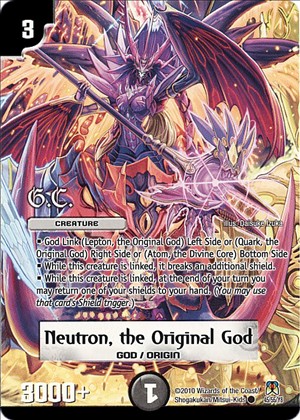 3
G.C.
Illus. Daisuke Izuka
CREATURE
• God Link (Lepton, the Original God) Left Side or (Quark, the
Original God) Right Side or (Atom, the Divine Core) Bottom Side
• While this creature is linked, it breaks an additional shield.
• While this creature is linked, at the end of your turn you
may return one of your shields to your hand. (You may use
that card's Shield trigger.)
Neutron, the Original God
GOD / ORIGIN
3000+
1
©2010 Wizards of the Coast/
Shogakukan/Mitsui-Kids